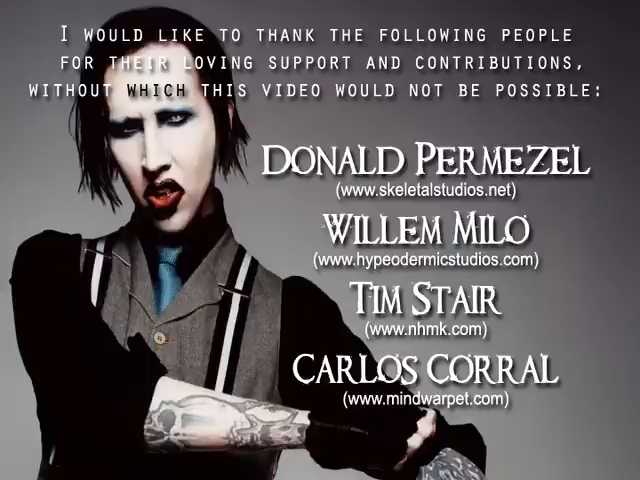 I would like to thank the following people
for their loving support and contributions,
without which this video would not be possible:
Donald Permezel
(www.skeletalstudios.net)
Willem Milo
(www.hypeodermicstudios.com)
Tim Stair
(www.nhmk.com)
Carlos Corral
(www.mindwarpet.com)